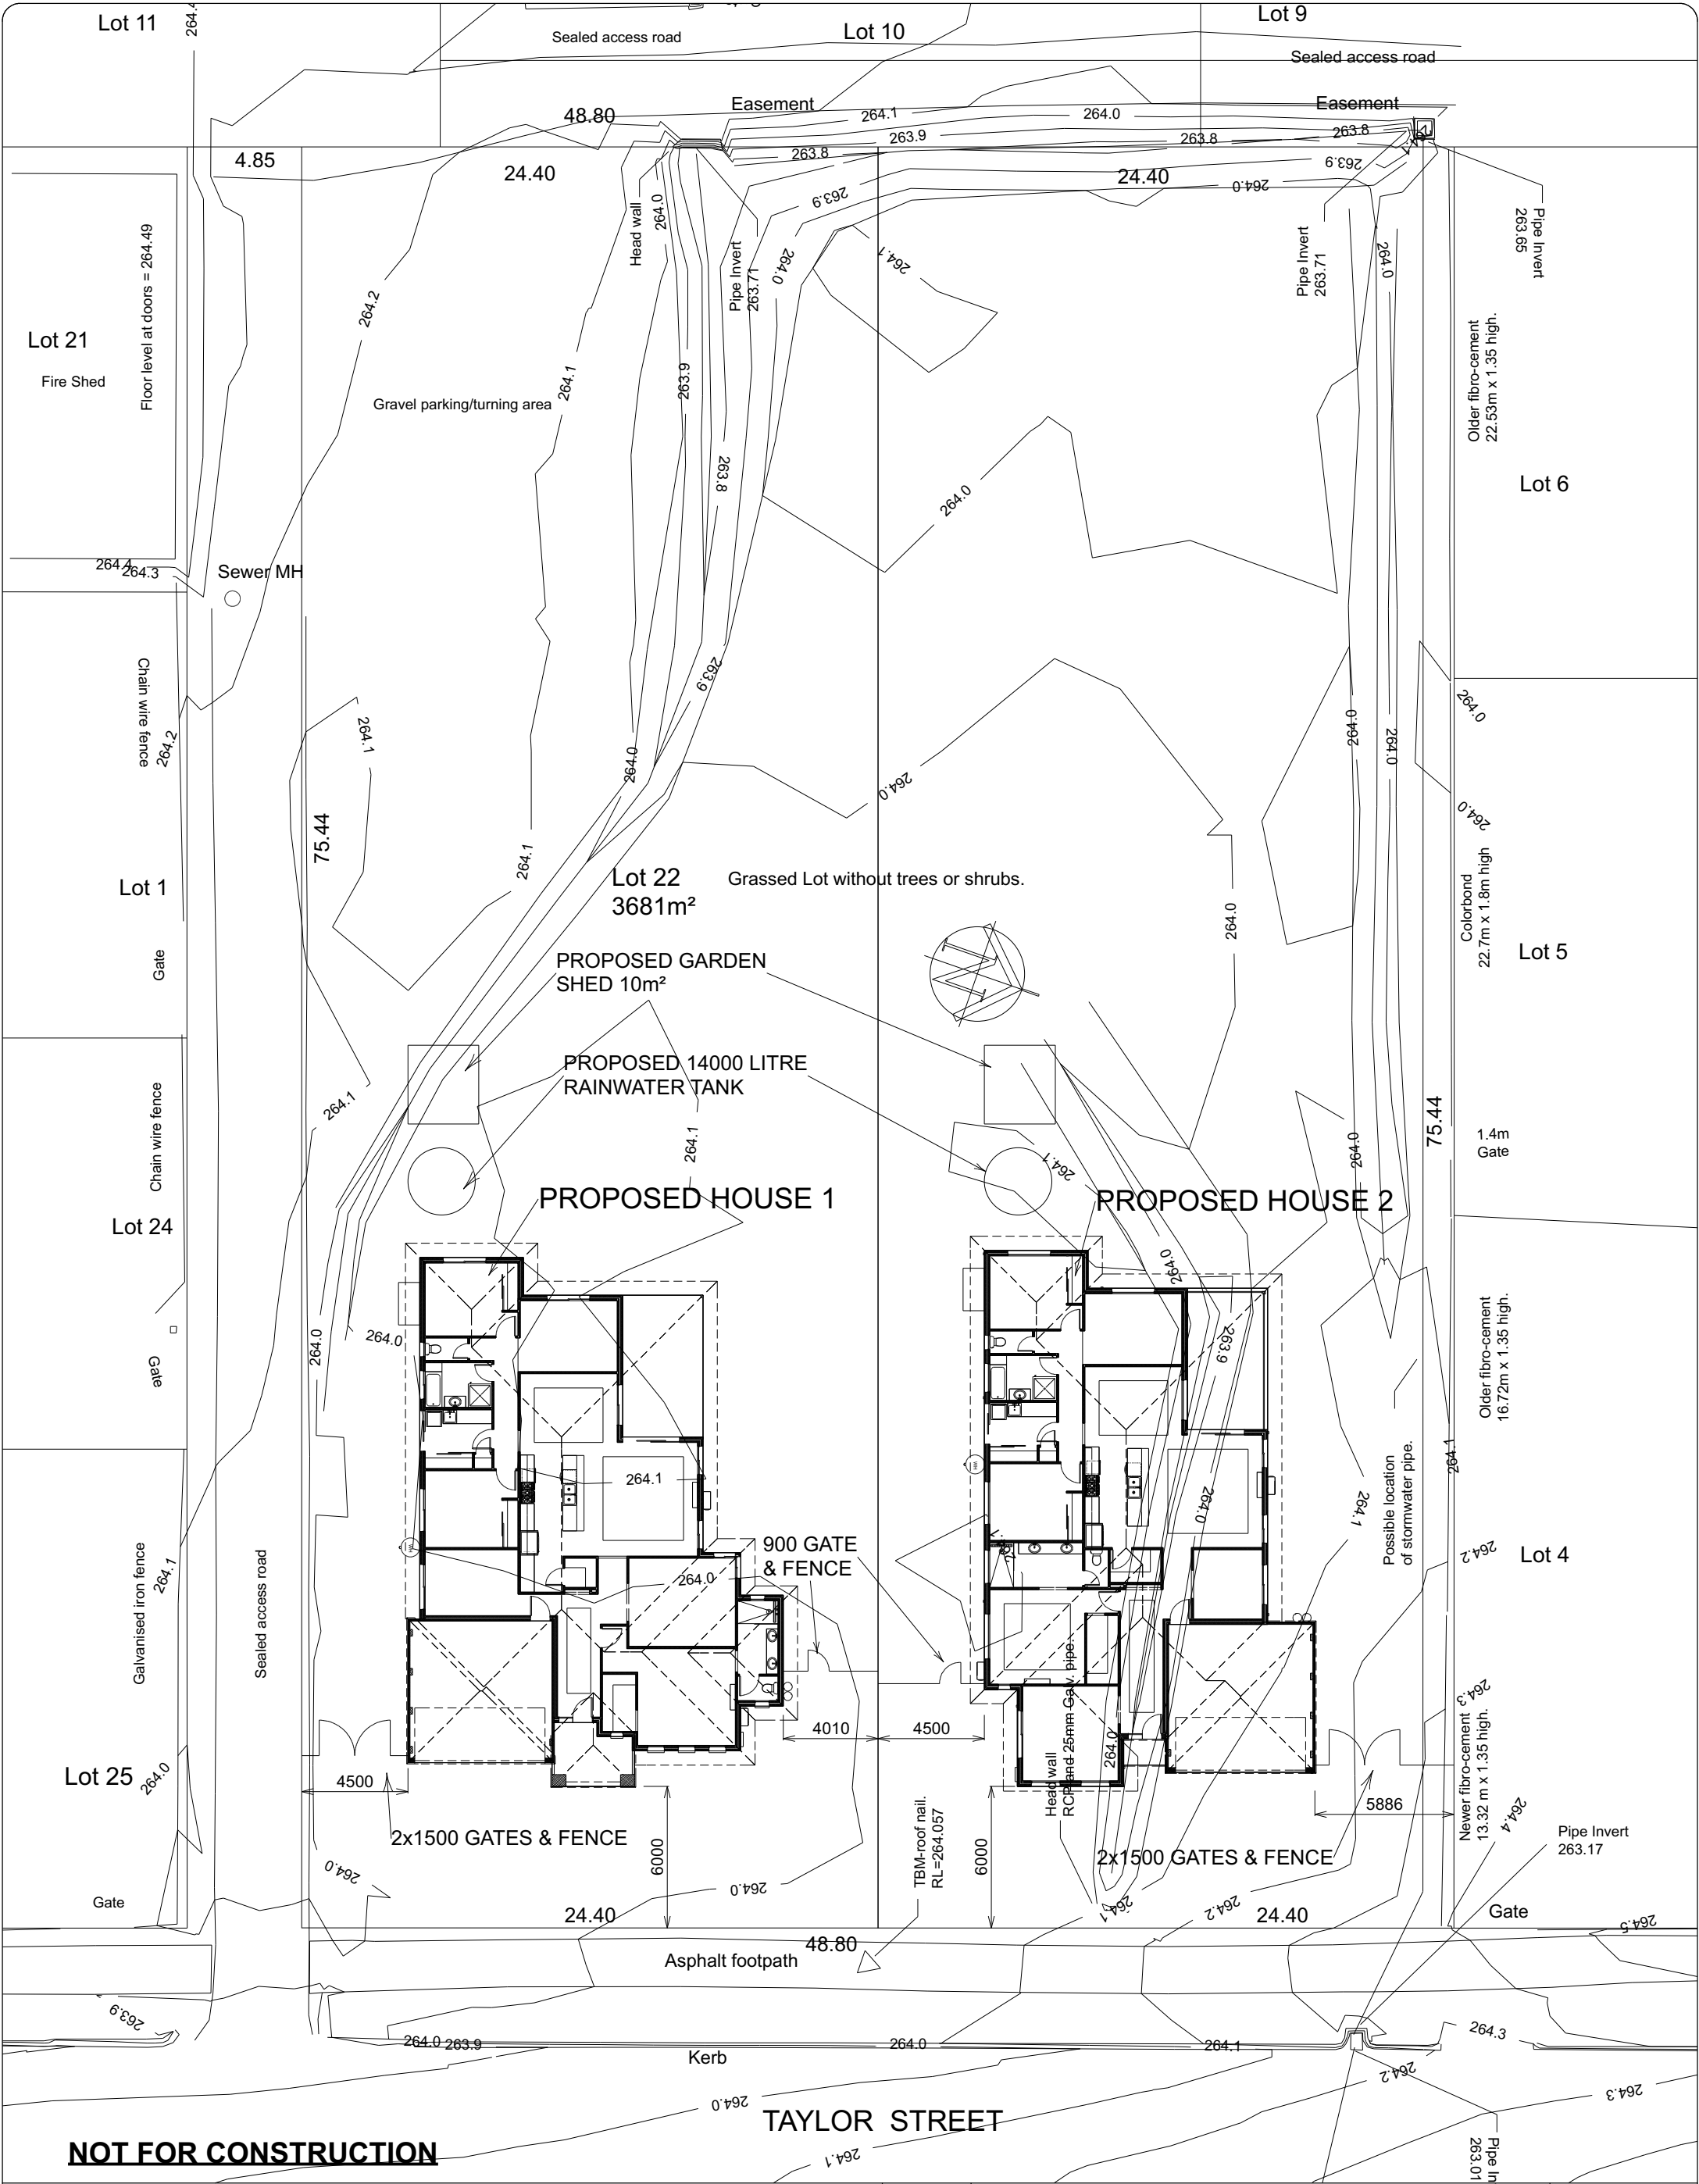 Lot 11
264.4
Sealed access road
Lot 10
Lot 9
Sealed access road
48.80
Easement
264.1
264.0
Easement
263.9
263.8
263.8
263.8
4.85
24.40
263.9
24.40
263.9
264.0
Floor level at doors = 264.49
Head wall
264.0
Pipe Invert
263.71
264.0
264.1
Pipe Invert
263.71
264.0
Pipe Invert
263.65
264.2
Lot 21
Fire Shed
Gravel parking/turning area
264.1
263.9
Older fibro-cement
22.53m x 1.35 high.
263.8
264.0
Lot 6
264.4
264.3
Sewer MH
Chain wire fence
264.2
264.1
263.9
264.0
264.0
264.0
264.0
264.0
264.0
75.44
264.1
Lot 1
Lot 22
3681m²
Grassed Lot without trees or shrubs.
264.0
Colorbond
22.7m x 1.8m high
Lot 5
Gate
PROPOSED GARDEN
SHED 10m²
N
PROPOSED 14000 LITRE
RAINWATER TANK
Chain wire fence
264.1
264.1
264.1
264.0
75.44
1.4m
Gate
Lot 24
PROPOSED HOUSE 1
PROPOSED HOUSE 2
264.0
264.0
264.0
263.9
Gate
Older fibro-cement
16.72m x 1.35 high.
264.1
264.1
264.0
264.1
Possible location
of stormwater pipe.
264.2
Lot 4
HW
HW
900 GATE
& FENCE
264.0
Galvanised iron fence
264.1
Sealed access road
Head wall
RCP and 25mm Galv. pipe.
264.0
4010
4500
264.3
Newer fibro-cement
13.32 m x 1.35 high.
Lot 25
264.0
4500
5886
264.4
Pipe Invert
263.17
2x1500 GATES & FENCE
6000
TBM-roof nail.
RL=264.057
6000
2x1500 GATES & FENCE
264.0
264.0
264.1
264.2
Gate
24.40
24.40
Gate
264.5
48.80
Asphalt footpath
263.9
264.0
263.9
264.0
264.1
264.3
Kerb
264.2
264.0
264.3
TAYLOR STREET
264.1
NOT FOR CONSTRUCTION
Pipe In
263.01